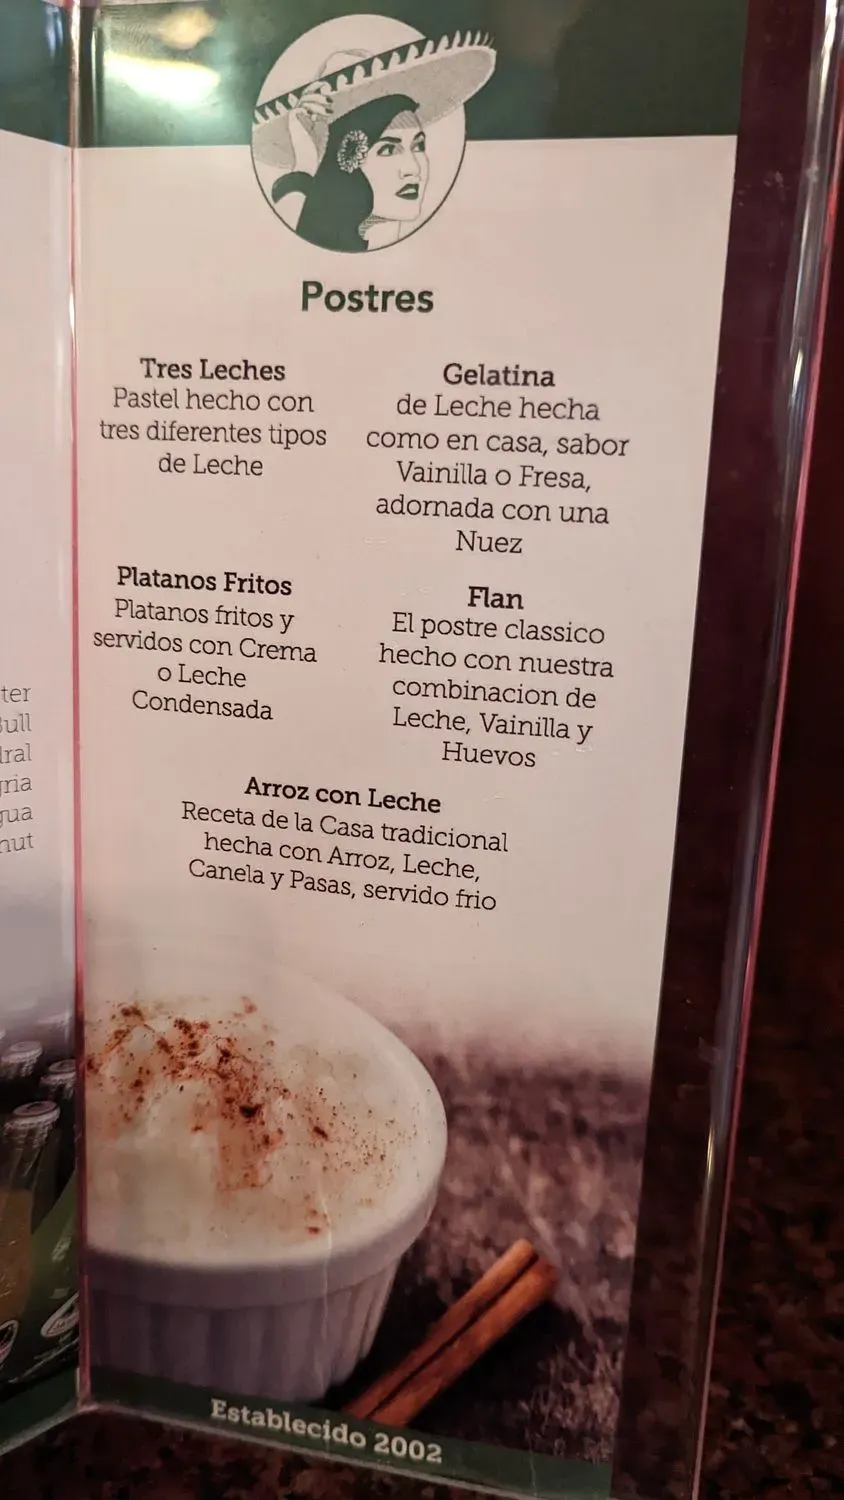 Postres
Tres Leches
Pastel hecho con
tres diferentes tipos
de Leche
Gelatina
de Leche hecha
como en casa, sabor
Vainilla o Fresa,
adornada con una
Nuez
Platanos Fritos
Platanos fritos y
servidos con Crema
o Leche
Condensada
Flan
El postre classico
hecho con nuestra
combinacion de
Leche, Vainilla y
Huevos
Arroz con Leche
Receta de la Casa tradicional
hecha con Arroz, Leche,
Canela y Pasas, servido frio
Establecido 2002